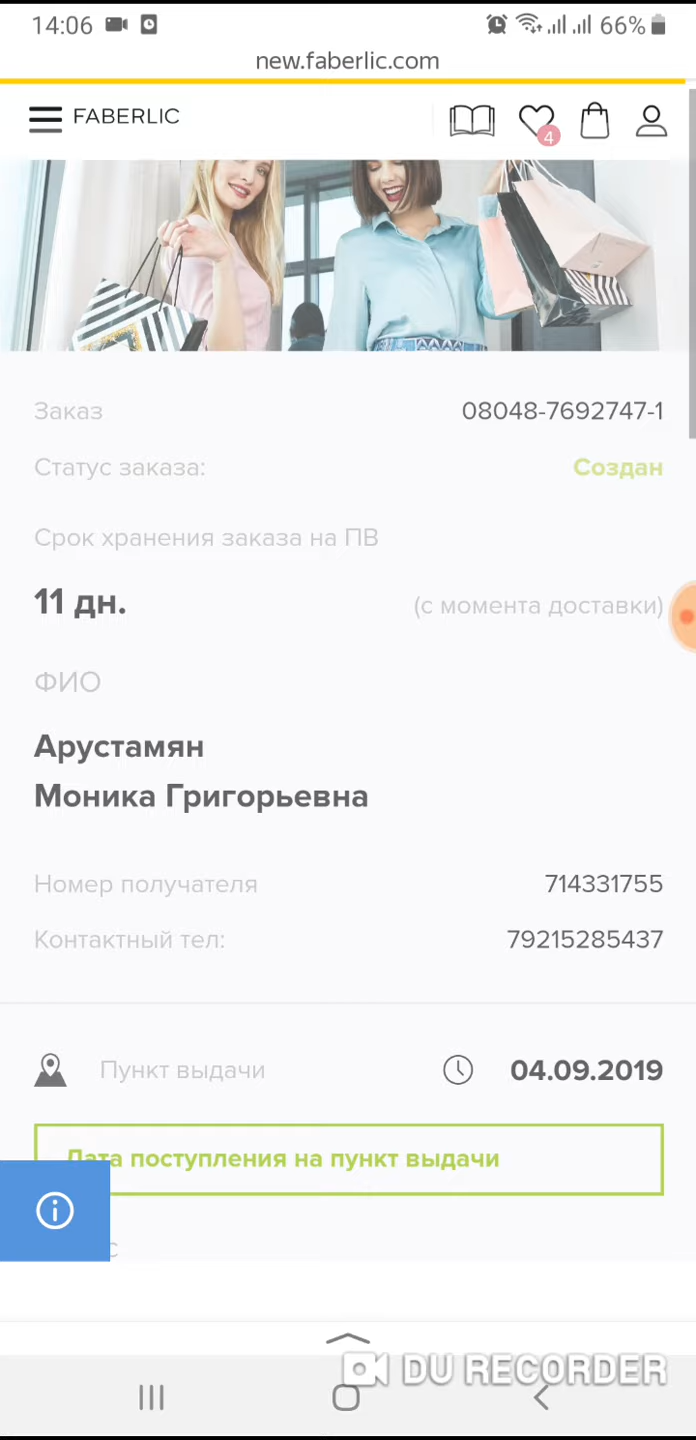 14:06 66%
new.faberlic.com
FABERLIC
4
Заказ 08048-7692747-1
Статус заказа: Создан
Срок хранения заказа на ПВ
11 дн. (с момента доставки)
ФИО
Арустамян
Моника Григорьевна
Номер получателя 714331755
Контактный тел: 79215285437
Пункт выдачи 04.09.2019
Дата поступления на пункт выдачи
DU RECORDER